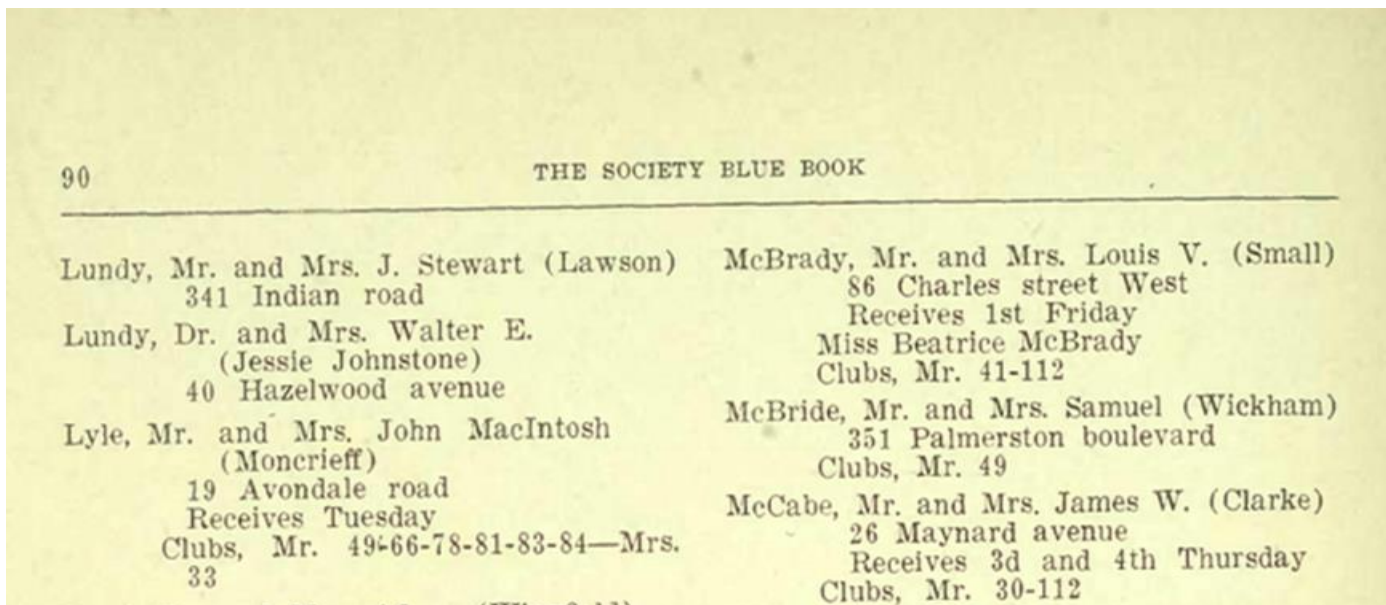 90
THE SOCIETY BLUE BOOK
Lundy, Mr. and Mrs. J. Stewart (Lawson)
341 Indian road
Lundy, Dr. and Mrs. Walter E.
(Jessie Johnstone)
40 Hazelwood avenue
Lyle, Mr. and Mrs. John MacIntosh
(Moncrieff)
19 Avondale road
Receives Tuesday
Clubs, Mr. 49-66-78-81-83-84—Mrs.
33
McBrady, Mr. and Mrs. Louis V. (Small)
86 Charles street West
Receives 1st Friday
Miss Beatrice McBrady
Clubs, Mr. 41-112
McBride, Mr. and Mrs. Samuel (Wickham)
351 Palmerston boulevard
Clubs, Mr. 49
McCabe, Mr. and Mrs. James W. (Clarke)
26 Maynard avenue
Receives 3d and 4th Thursday
Clubs, Mr. 30-112